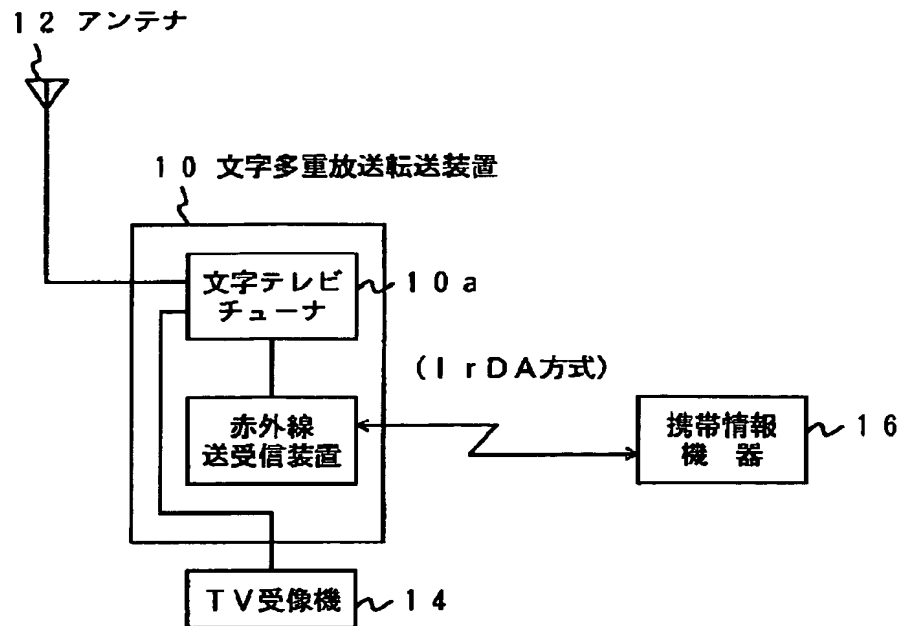 12 アンテナ
10 文字多重放送転送装置
文字テレビ
チューナ
10a
(IrDA方式)
赤外線
送受信装置
携帯情報
機 器
16
TV受像機
14